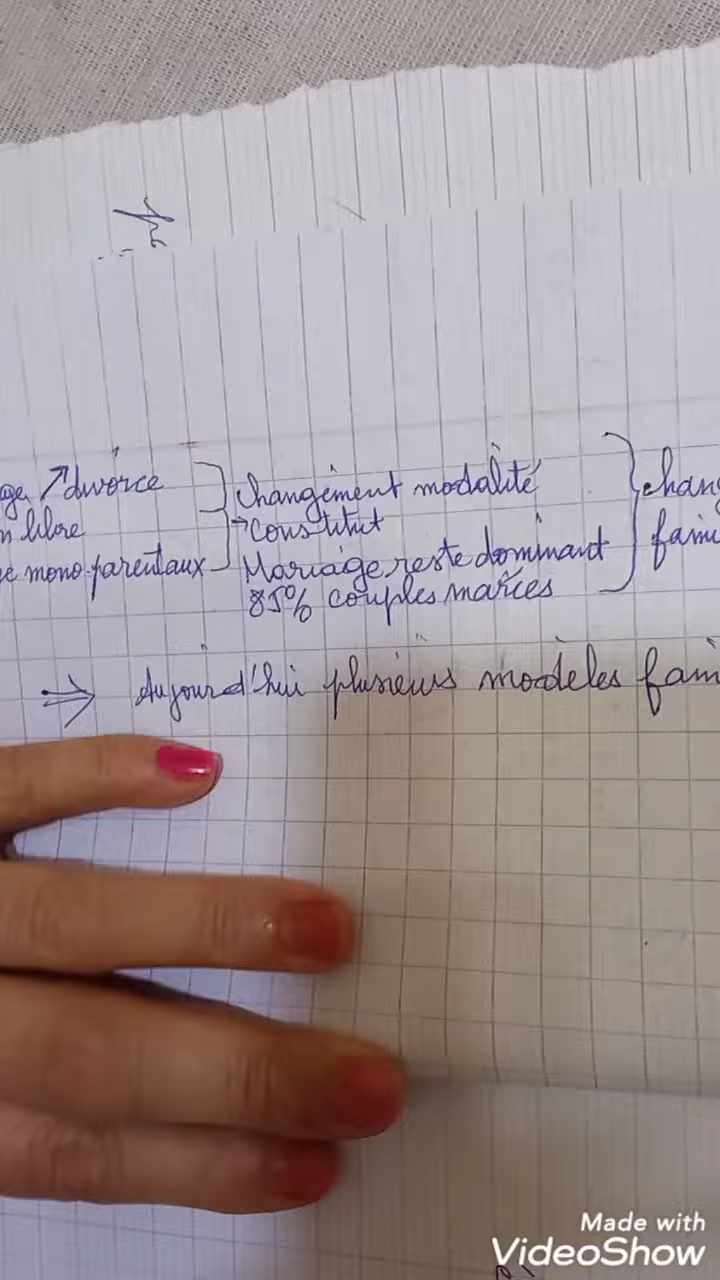 age ↗divorce } changement modalité } chang
n libre → constitut fami
e mono-parentaux Mariage reste dominant
85% couples mariés
⇒ Aujourd'hui plusieurs modèles fam
Made with
VideoShow